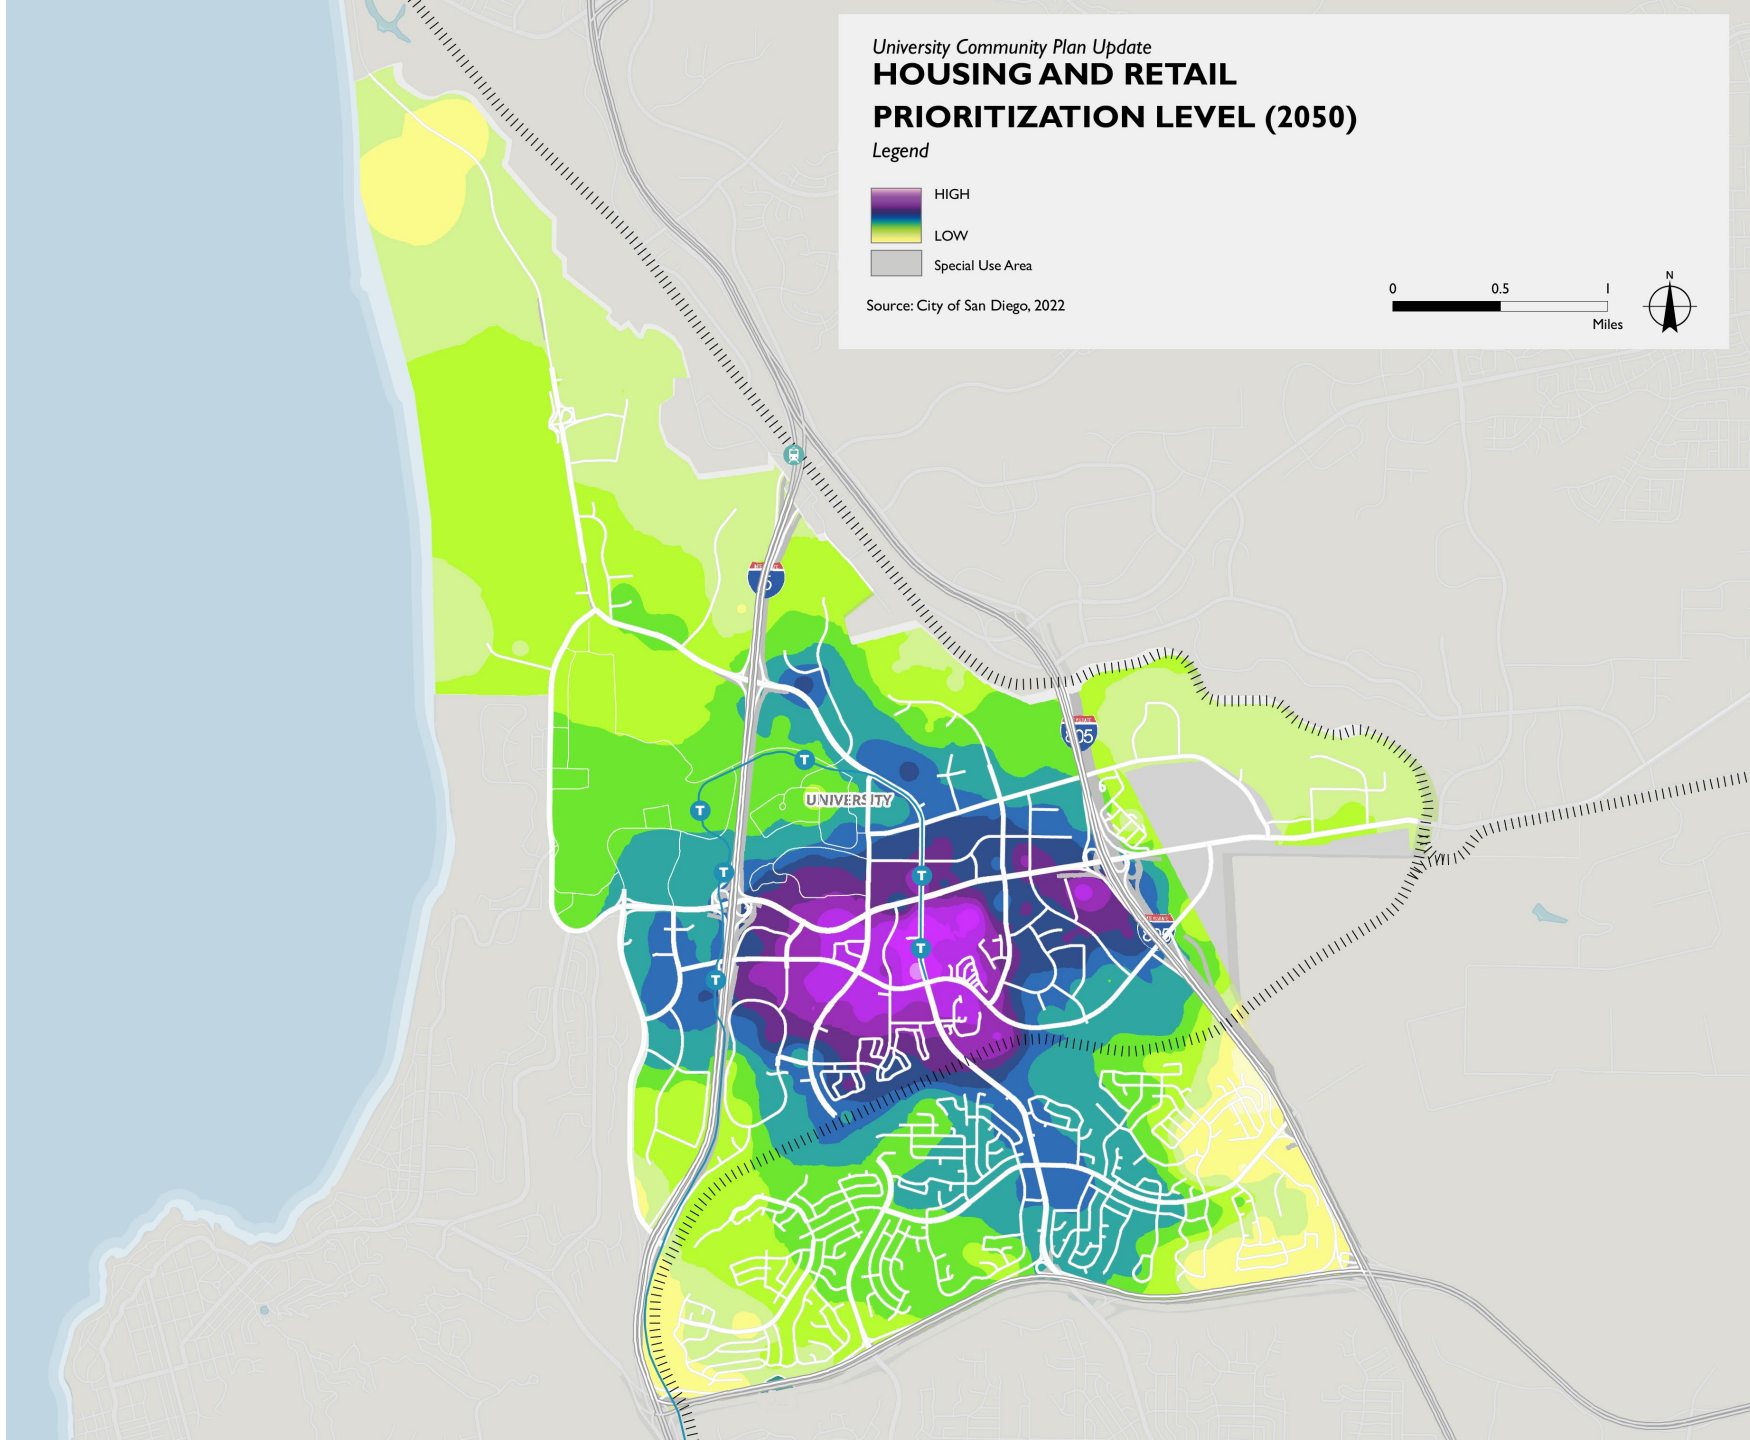 University Community Plan Update
HOUSING AND RETAIL
PRIORITIZATION LEVEL (2050)
Legend
HIGH
LOW
Special Use Area
Source: City of San Diego, 2022
0 0.5 1
Miles
N
5
805
T
UNIVERSITY
T
T
T
805
T
T